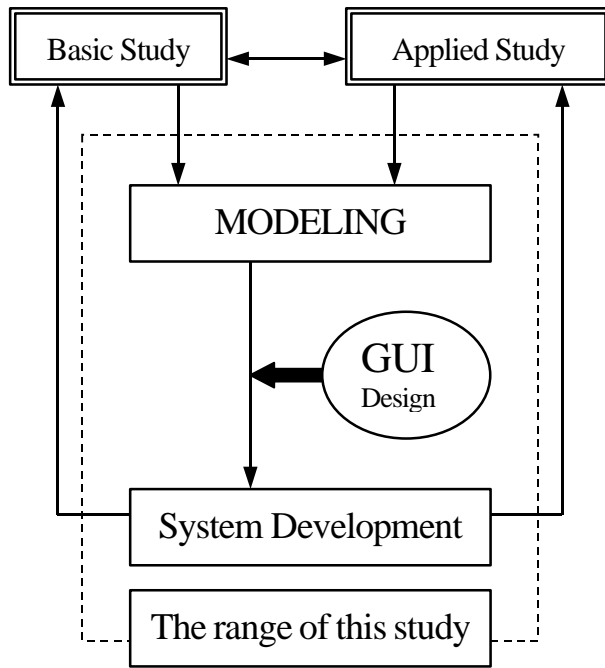 Basic Study
Applied Study
MODELING
GUI
Design
System Development
The range of this study